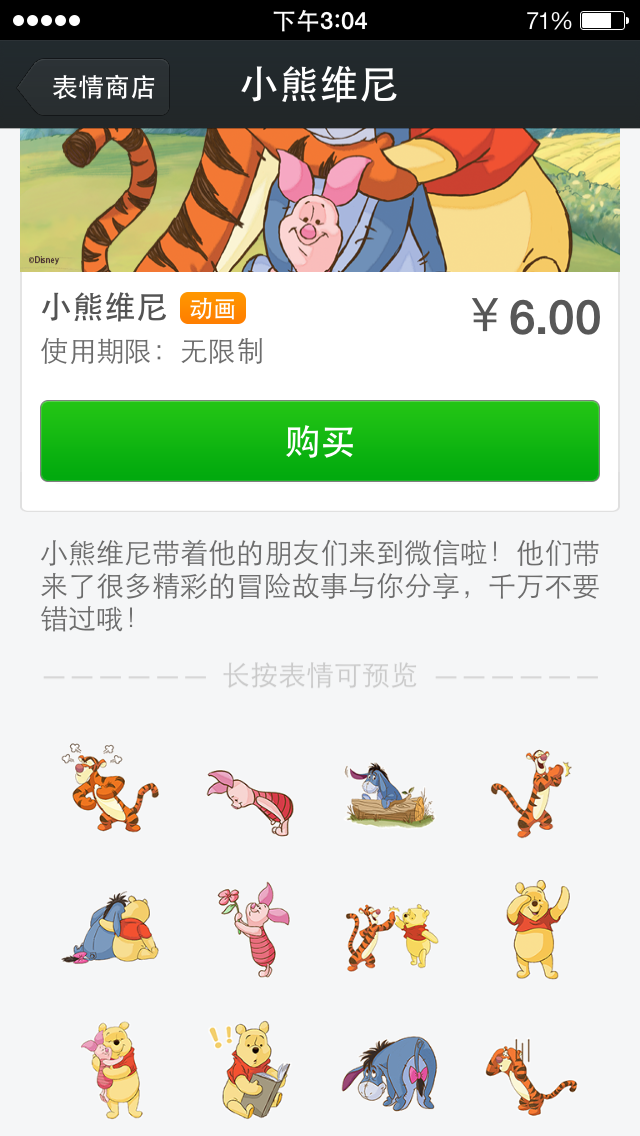 下午3:04
71%
表情商店
小熊维尼
©Disney
小熊维尼 动画
¥ 6.00
使用期限：无限制
购买
小熊维尼带着他的朋友们来到微信啦！他们带
来了很多精彩的冒险故事与你分享，千万不要
错过哦！
长按表情可预览
!!